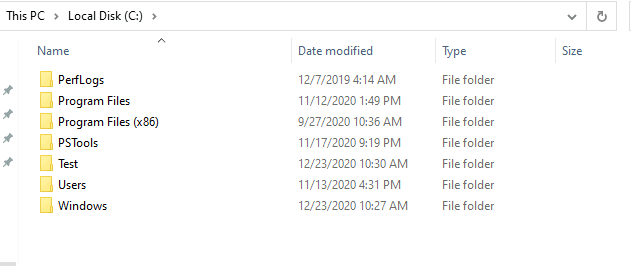 This PC > Local Disk (C:) >
Name Date modified Type Size
PerfLogs 12/7/2019 4:14 AM File folder
Program Files 11/12/2020 1:49 PM File folder
Program Files (x86) 9/27/2020 10:36 AM File folder
PSTools 11/17/2020 9:19 PM File folder
Test 12/23/2020 10:30 AM File folder
Users 11/13/2020 4:31 PM File folder
Windows 12/23/2020 10:27 AM File folder